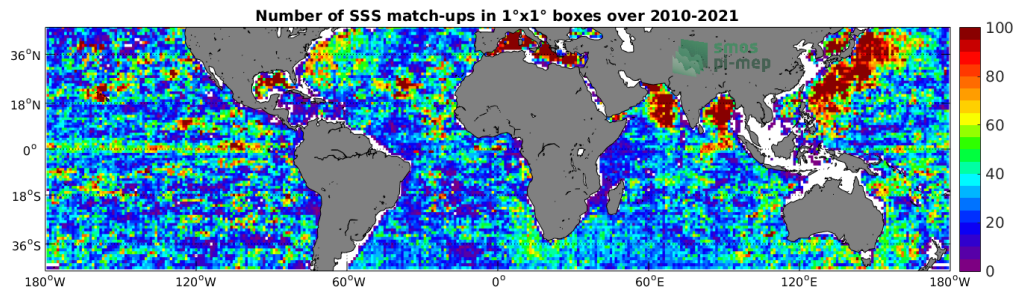 Number of SSS match-ups in 1°x1° boxes over 2010-2021
smos
pi-mep
36°N
18°N
0°
18°S
36°S
180°W
120°W
60°W
0°
60°E
120°E
180°W
100
80
60
40
20
0